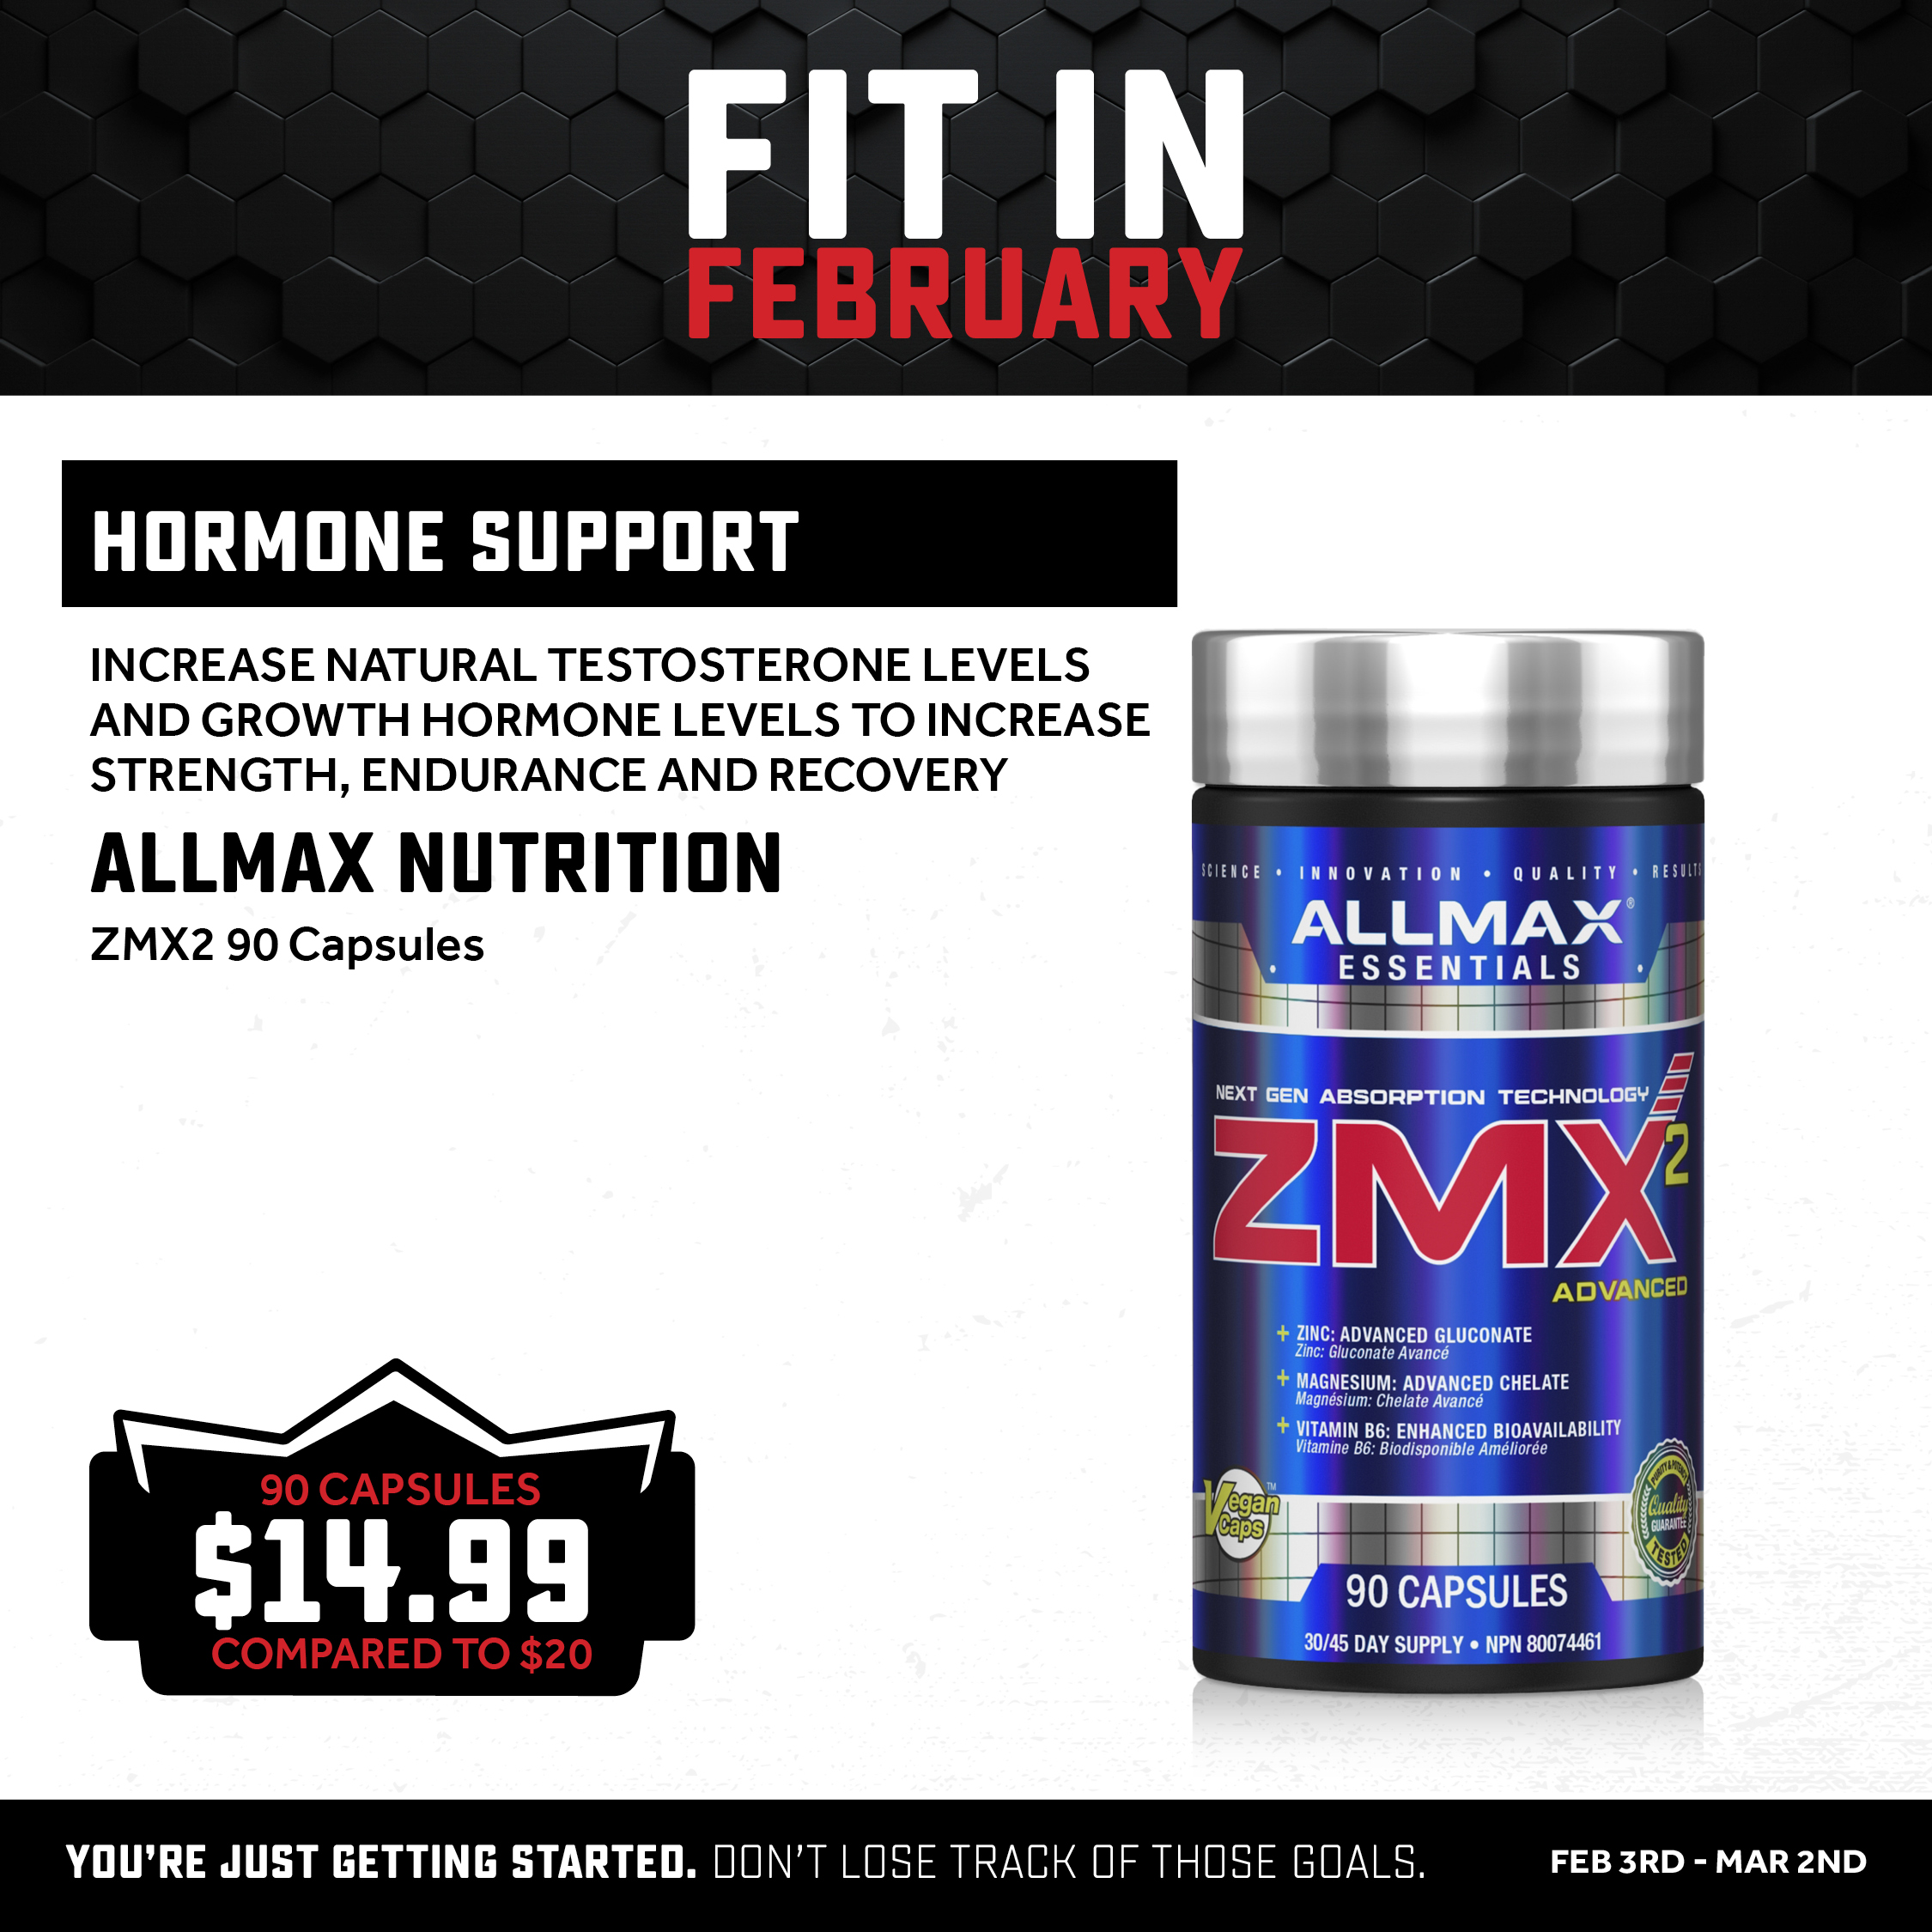 FIT IN
FEBRUARY
HORMONE SUPPORT
INCREASE NATURAL TESTOSTERONE LEVELS
AND GROWTH HORMONE LEVELS TO INCREASE
STRENGTH, ENDURANCE AND RECOVERY
ALLMAX NUTRITION
ZMX2 90 Capsules
SCIENCE • INNOVATION • QUALITY • RESULTS
ALLMAX®
• ESSENTIALS •
NEXT GEN ABSORPTION TECHNOLOGY
ZMX2
ADVANCED
+ ZINC: ADVANCED GLUCONATE
Zinc: Gluconate Avancé
+ MAGNESIUM: ADVANCED CHELATE
Magnésium: Chelate Avancé
+ VITAMIN B6: ENHANCED BIOAVAILABILITY
Vitamine B6: Biodisponible Améliorée
Vegan™
Caps
PURITY & POTENCY
Quality
GUARANTEE
TESTED
90 CAPSULES
30/45 DAY SUPPLY • NPN 80074461
90 CAPSULES
$14.99
COMPARED TO $20
YOU'RE JUST GETTING STARTED. DON'T LOSE TRACK OF THOSE GOALS.
FEB 3RD - MAR 2ND